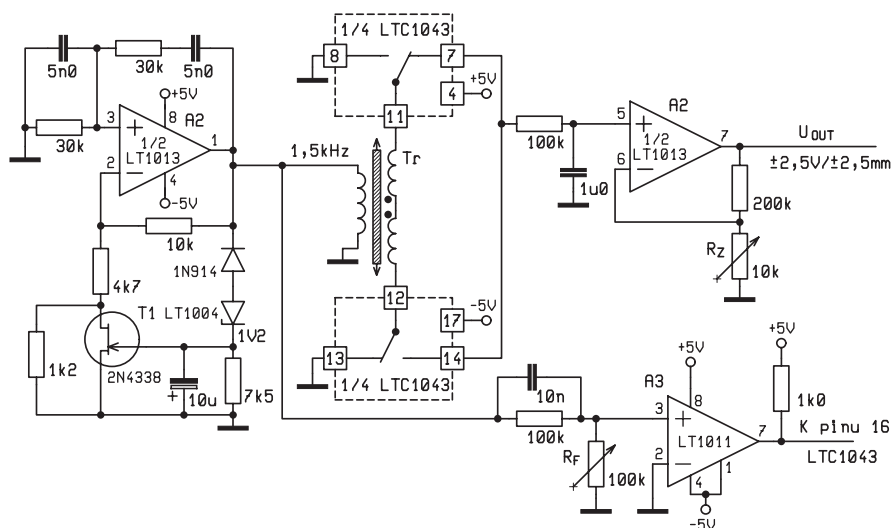 5n0
30k
5n0
30k
+5V
3
8
A2
+
1/2
LT1013
1
2
−
4
-5V
10k
1N914
4k7
T1 LT1004
1V2
1k2
2N4338
+
10u
7k5
1,5kHz
Tr
1/4 LTC1043
8
7
4
+5V
11
12
17
-5V
13
14
1/4 LTC1043
100k
1u0
A2
5
+
1/2
LT1013
6
−
7
UOUT
±2,5V/±2,5mm
200k
RZ
+
10k
10n
100k
RF
+
100k
A3
+5V
8
3
+
LT1011
2
−
4
1
-5V
7
+5V
1k0
K pinu 16
LTC1043